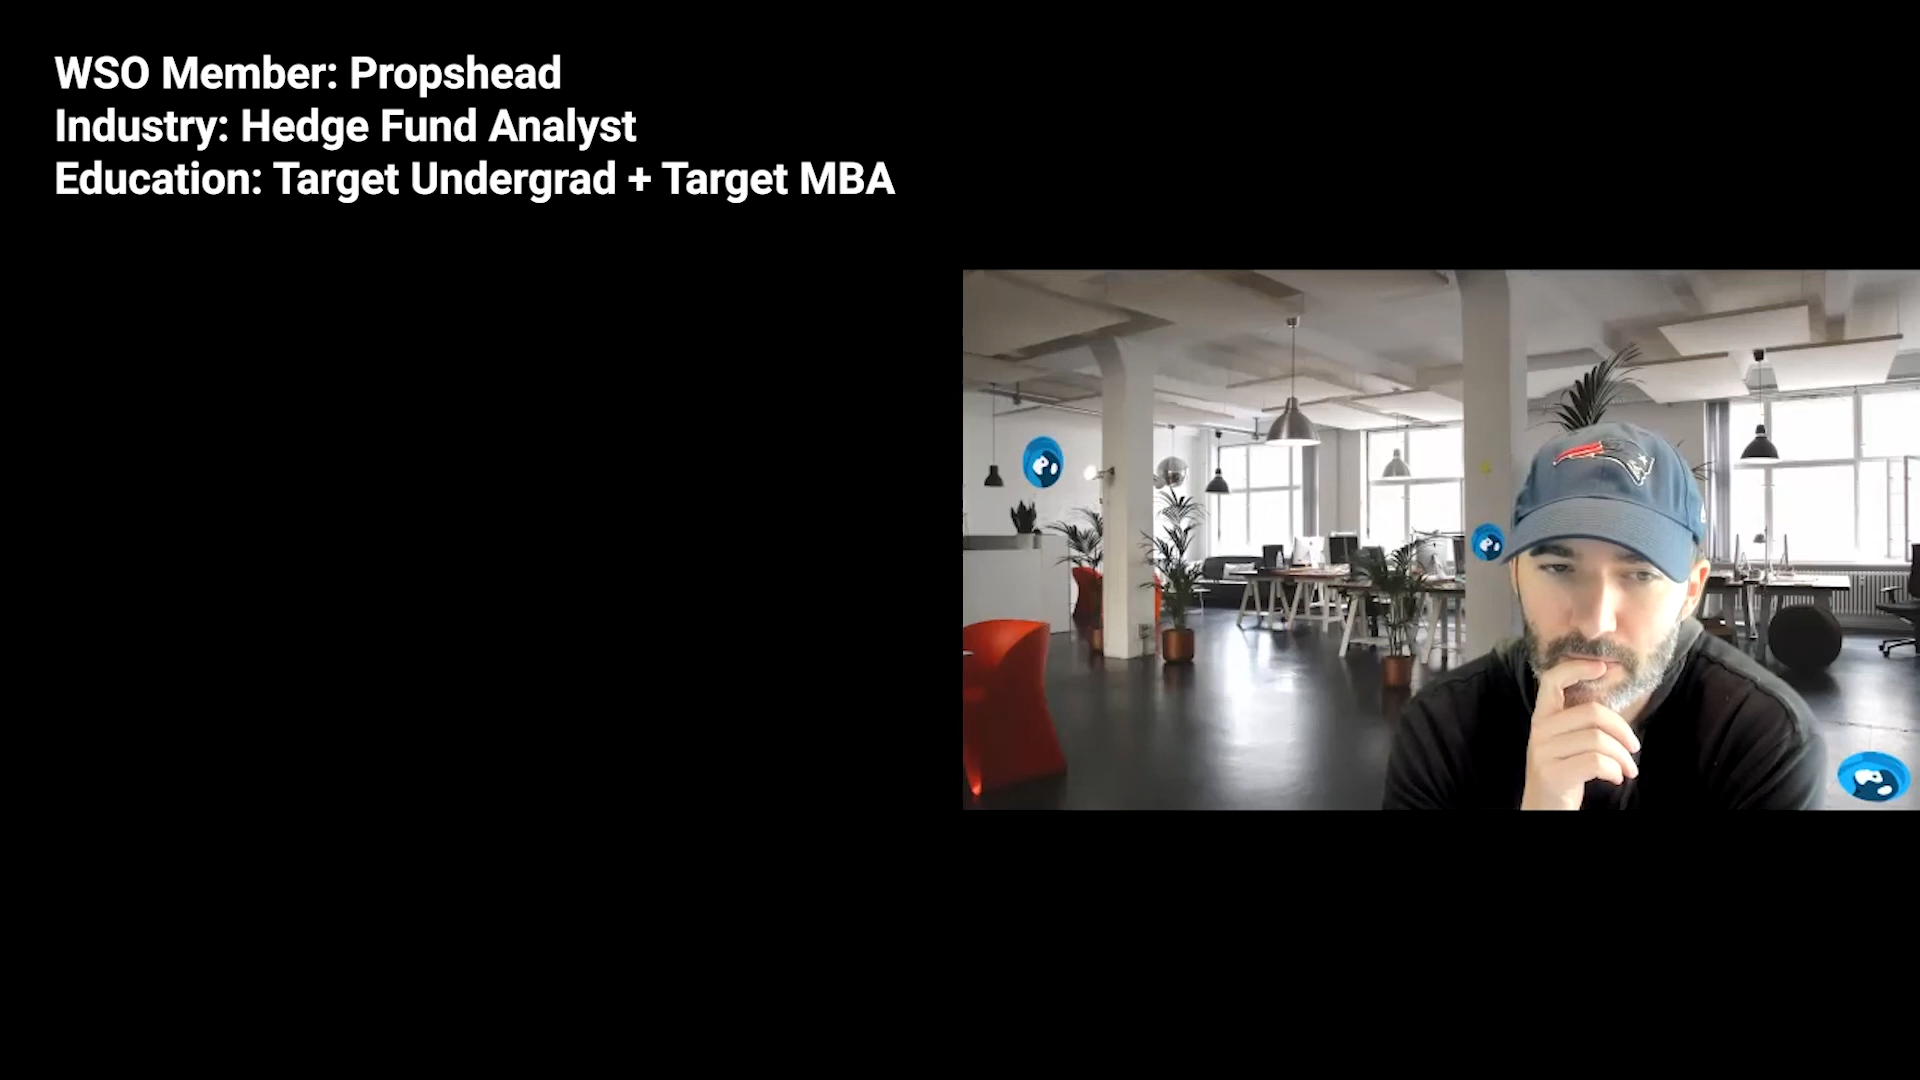 WSO Member: Propshead
Industry: Hedge Fund Analyst
Education: Target Undergrad + Target MBA